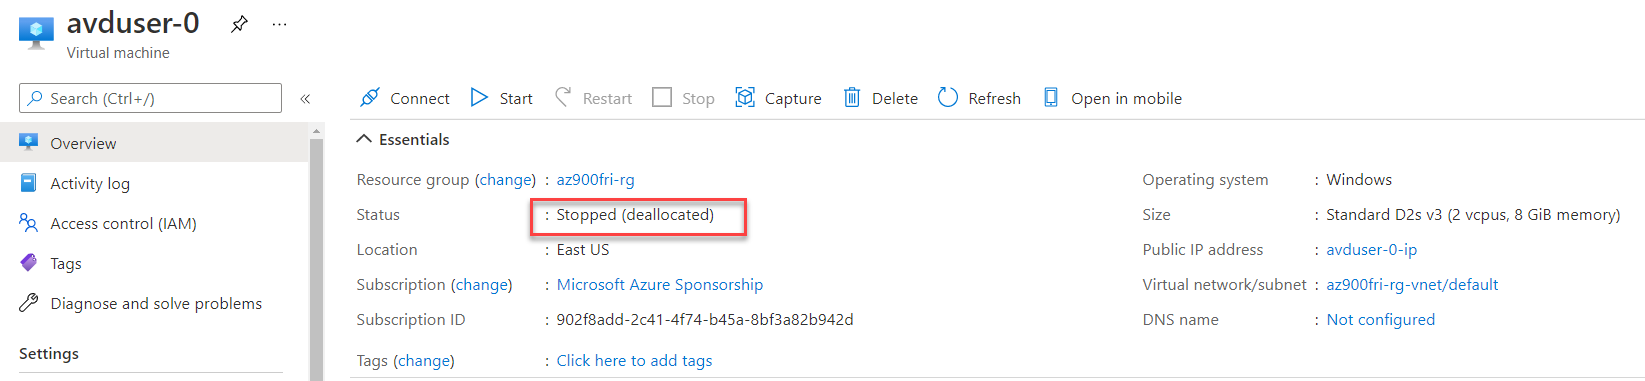 avduser-0
Virtual machine
Search (Ctrl+/)
«
Connect Start Restart Stop Capture Delete Refresh Open in mobile
Overview
Activity log
Access control (IAM)
Tags
Diagnose and solve problems
Settings
Essentials
Resource group (change) : az900fri-rg
Status : Stopped (deallocated)
Location : East US
Subscription (change) : Microsoft Azure Sponsorship
Subscription ID : 902f8add-2c41-4f74-b45a-8bf3a82b942d
Tags (change) : Click here to add tags
Operating system : Windows
Size : Standard D2s v3 (2 vcpus, 8 GiB memory)
Public IP address : avduser-0-ip
Virtual network/subnet : az900fri-rg-vnet/default
DNS name : Not configured